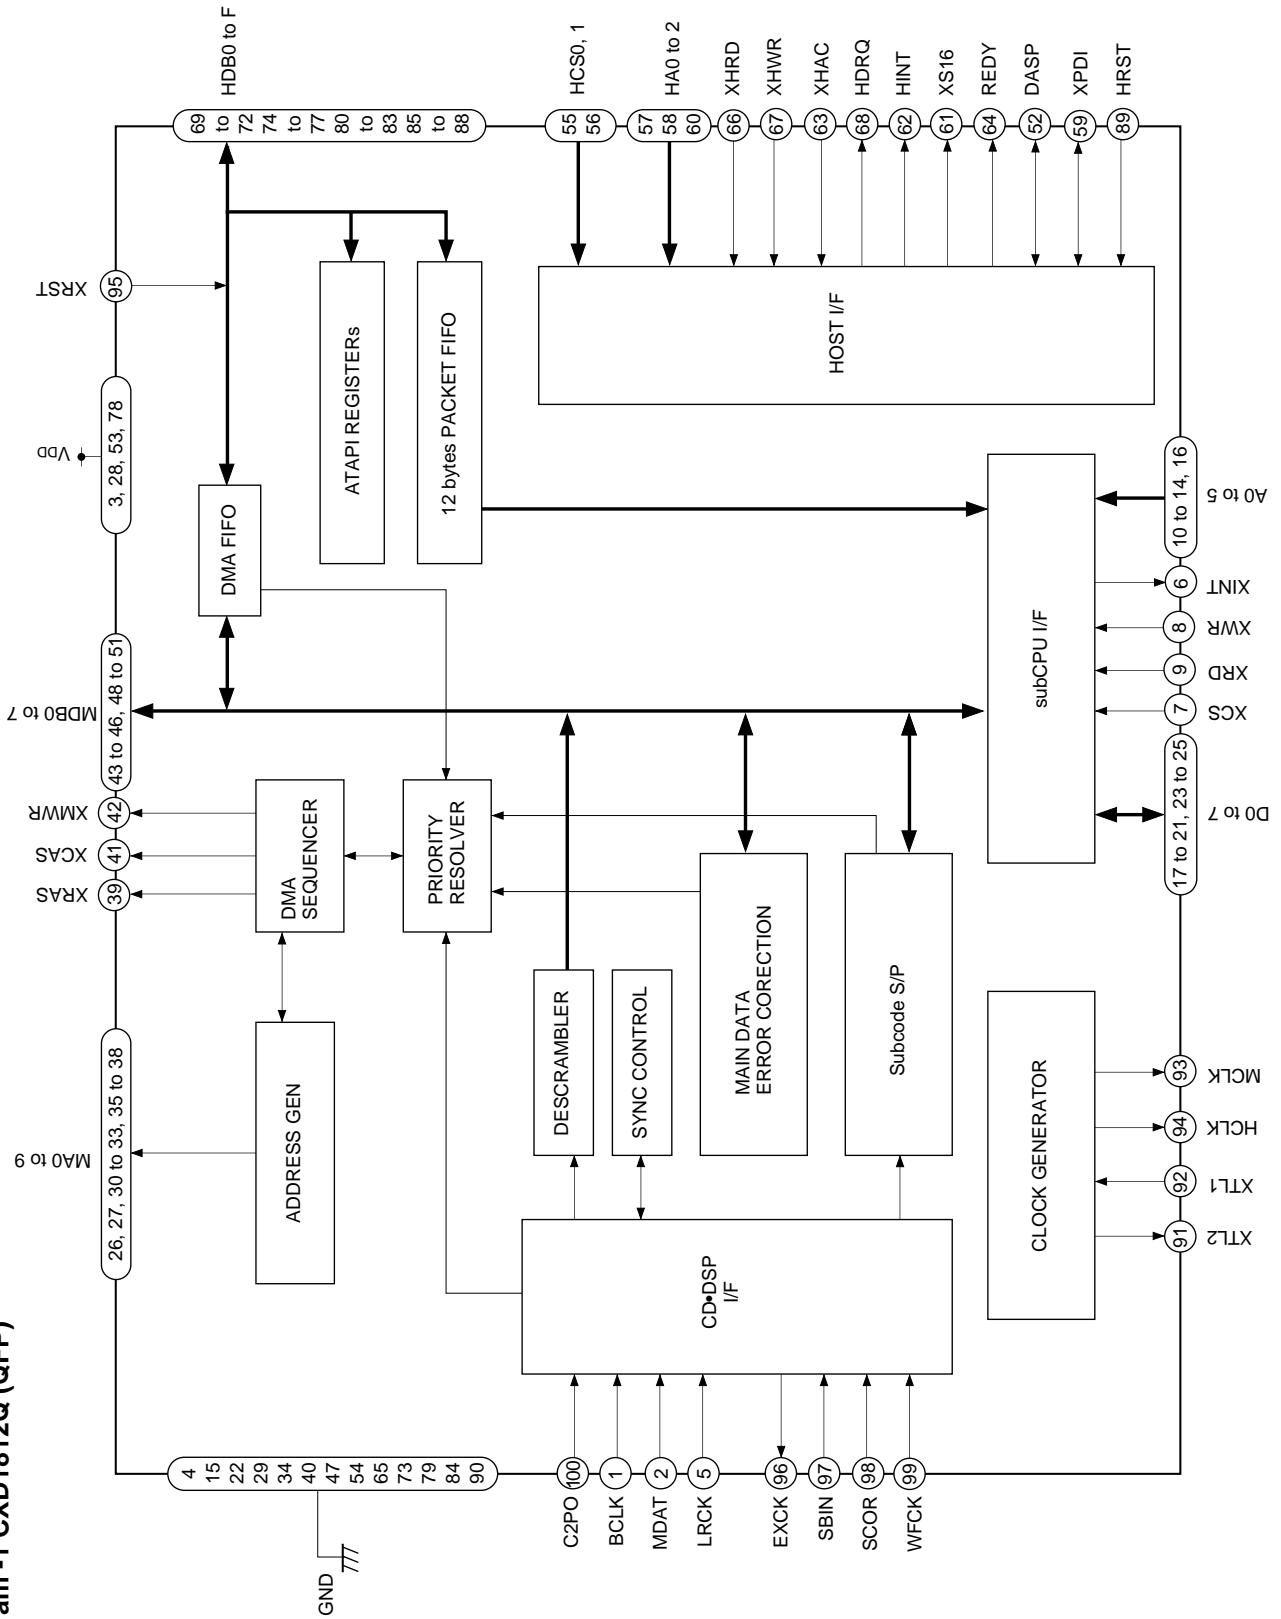 am -1 CXD1812Q (QFP)
GND
4
15
22
29
34
40
47
54
65
73
79
84
90
C2PO
100
BCLK
1
MDAT
2
LRCK
5
EXCK
96
SBIN
97
SCOR
98
WFCK
99
MA0 to 9
26, 27, 30 to 33, 35 to 38
XRAS
39
XCAS
41
XMWR
42
MDB0 to 7
43 to 46, 48 to 51
VDD
3, 28, 53, 78
XRST
95
ADDRESS GEN
DMA
SEQUENCER
PRIORITY
RESOLVER
DMA FIFO
ATAPI REGISTERs
12 bytes PACKET FIFO
CD•DSP
I/F
DESCRAMBLER
SYNC CONTROL
MAIN DATA
ERROR CORECTION
Subcode S/P
CLOCK GENERATOR
subCPU I/F
HOST I/F
69
to
72
74
to
77
80
to
83
85
to
88
HDB0 to F
55
56
HCS0, 1
57
58
60
HA0 to 2
66
XHRD
67
XHWR
63
XHAC
68
HDRQ
62
HINT
61
XS16
64
REDY
52
DASP
59
XPDI
89
HRST
91
XTL2
92
XTL1
94
HCLK
93
MCLK
17 to 21, 23 to 25
D0 to 7
7
XCS
9
XRD
8
XWR
6
XINT
10 to 14, 16
A0 to 5